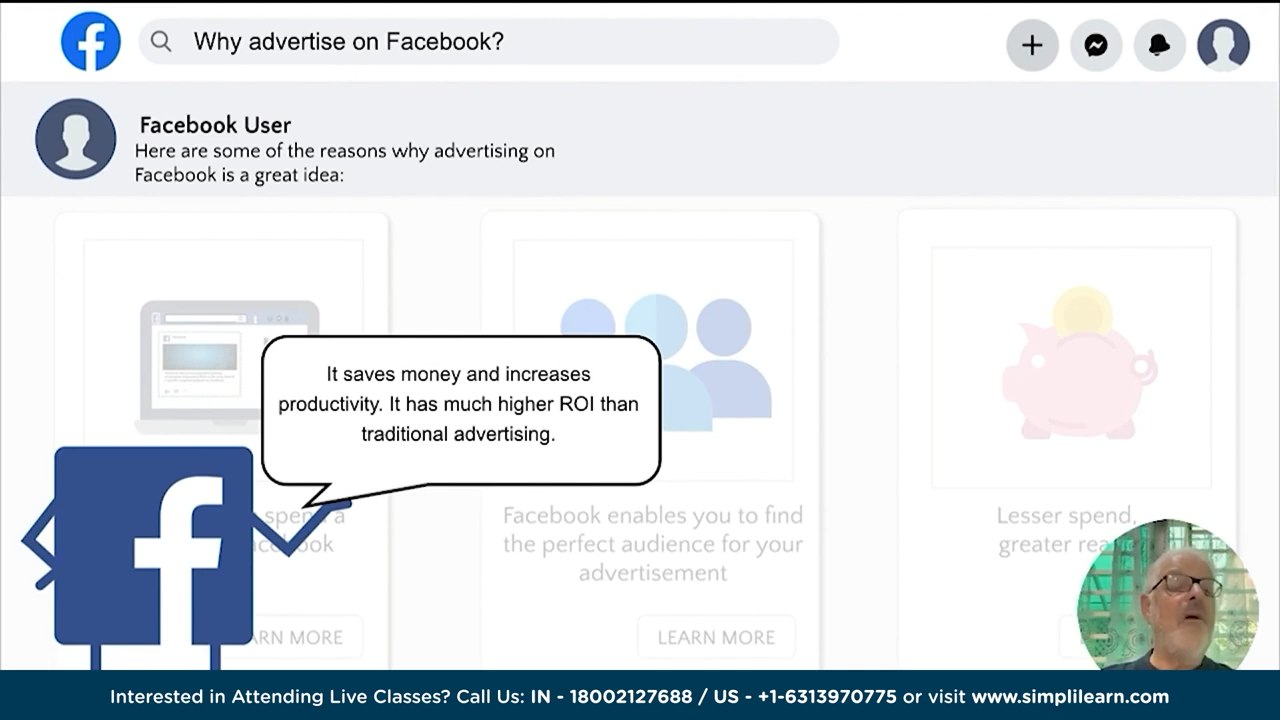 Why advertise on Facebook?
Facebook User
Here are some of the reasons why advertising on
Facebook is a great idea:
It saves money and increases
productivity. It has much higher ROI than
traditional advertising.
spend a
Facebook enables you to find
the perfect audience for your
advertisement
Lesser spend,
greater
LEARN MORE
MORE
Interested in Attending Live Classes? Call Us: IN - 18002127688 / US - +1-6313970775 or visit www.simplilearn.com